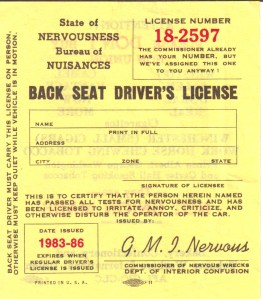 State of
NERVOUSNESS
Bureau of
NUISANCES
LICENSE NUMBER
18-2597
THE COMMISSIONER ALREADY
HAS YOUR NUMBER, BUT
WE'VE ASSIGNED THIS ONE
TO YOU ANYWAY!
BACK SEAT DRIVER'S LICENSE
NAME
PRINT IN FULL
ADDRESS
CITY
ZONE
STATE
SIGNATURE OF LICENSEE
THIS IS TO CERTIFY THAT THE PERSON HEREIN NAMED
HAS PASSED ALL TESTS FOR NERVOUSNESS AND HAS
BEEN LICENSED TO IRRITATE, ANNOY, CRITICIZE, AND
OTHERWISE DISTURB THE OPERATOR OF THE CAR.
ISSUED BY:
DATE ISSUED
1983-86
EXPIRES WHEN
REGULAR DRIVER'S
LICENSE IS ISSUED
G. M. I. Nervous
COMMISSIONER OF NERVOUS WRECKS
DEPT. OF INTERIOR CONFUSION
PRINTED IN U.S.A.
BACK SEAT DRIVER MUST CARRY THIS LICENSE ON PERSON,
OTHERWISE MUST KEEP QUIET WHILE VEHICLE IS IN MOTION.